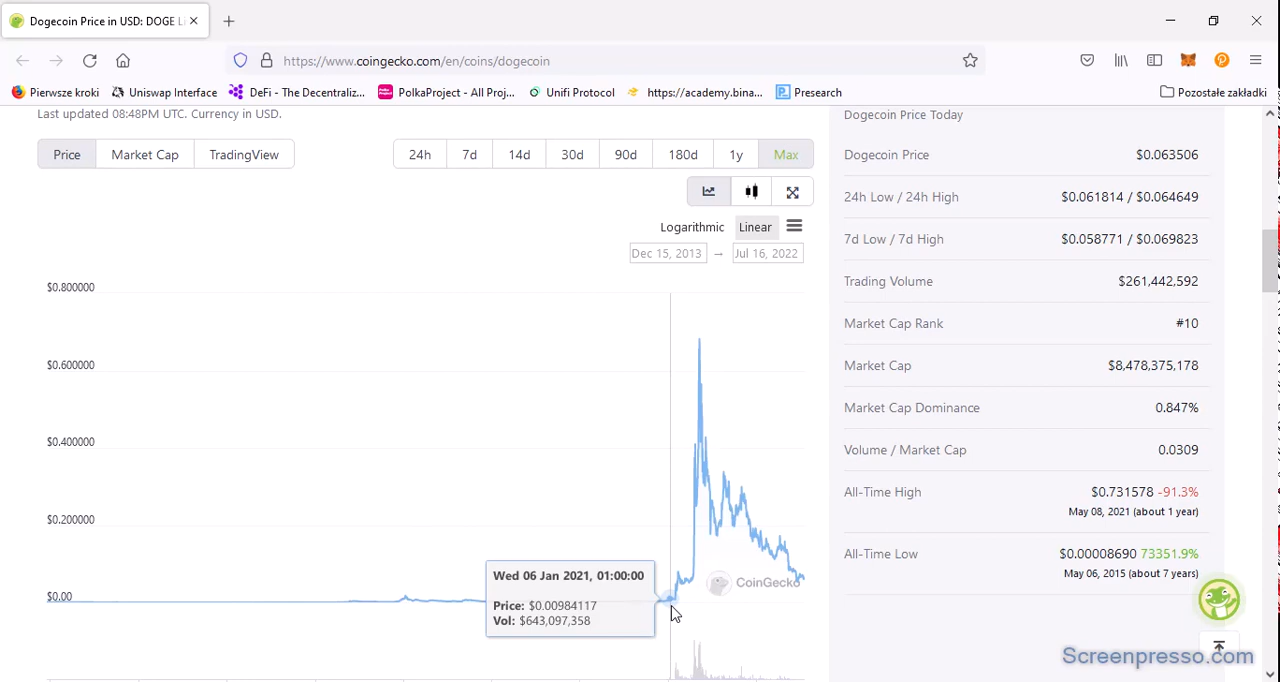 Dogecoin Price in USD: DOGE Li
https://www.coingecko.com/en/coins/dogecoin
Pierwsze kroki Uniswap Interface DeFi - The Decentraliz... PolkaProject - All Proj... Unifi Protocol https://academy.bina... Presearch Pozostałe zakładki
Last updated 08:48PM UTC. Currency in USD.
Price Market Cap TradingView 24h 7d 14d 30d 90d 180d 1y Max
Logarithmic Linear
Dec 15, 2013 → Jul 16, 2022
$0.800000
$0.600000
$0.400000
$0.200000
$0.00
Wed 06 Jan 2021, 01:00:00
Price: $0.00984117
Vol: $643,097,358
CoinGecko
Dogecoin Price Today
Dogecoin Price $0.063506
24h Low / 24h High $0.061814 / $0.064649
7d Low / 7d High $0.058771 / $0.069823
Trading Volume $261,442,592
Market Cap Rank #10
Market Cap $8,478,375,178
Market Cap Dominance 0.847%
Volume / Market Cap 0.0309
All-Time High $0.731578 -91.3%
May 08, 2021 (about 1 year)
All-Time Low $0.00008690 73351.9%
May 06, 2015 (about 7 years)
Screenpresso.com